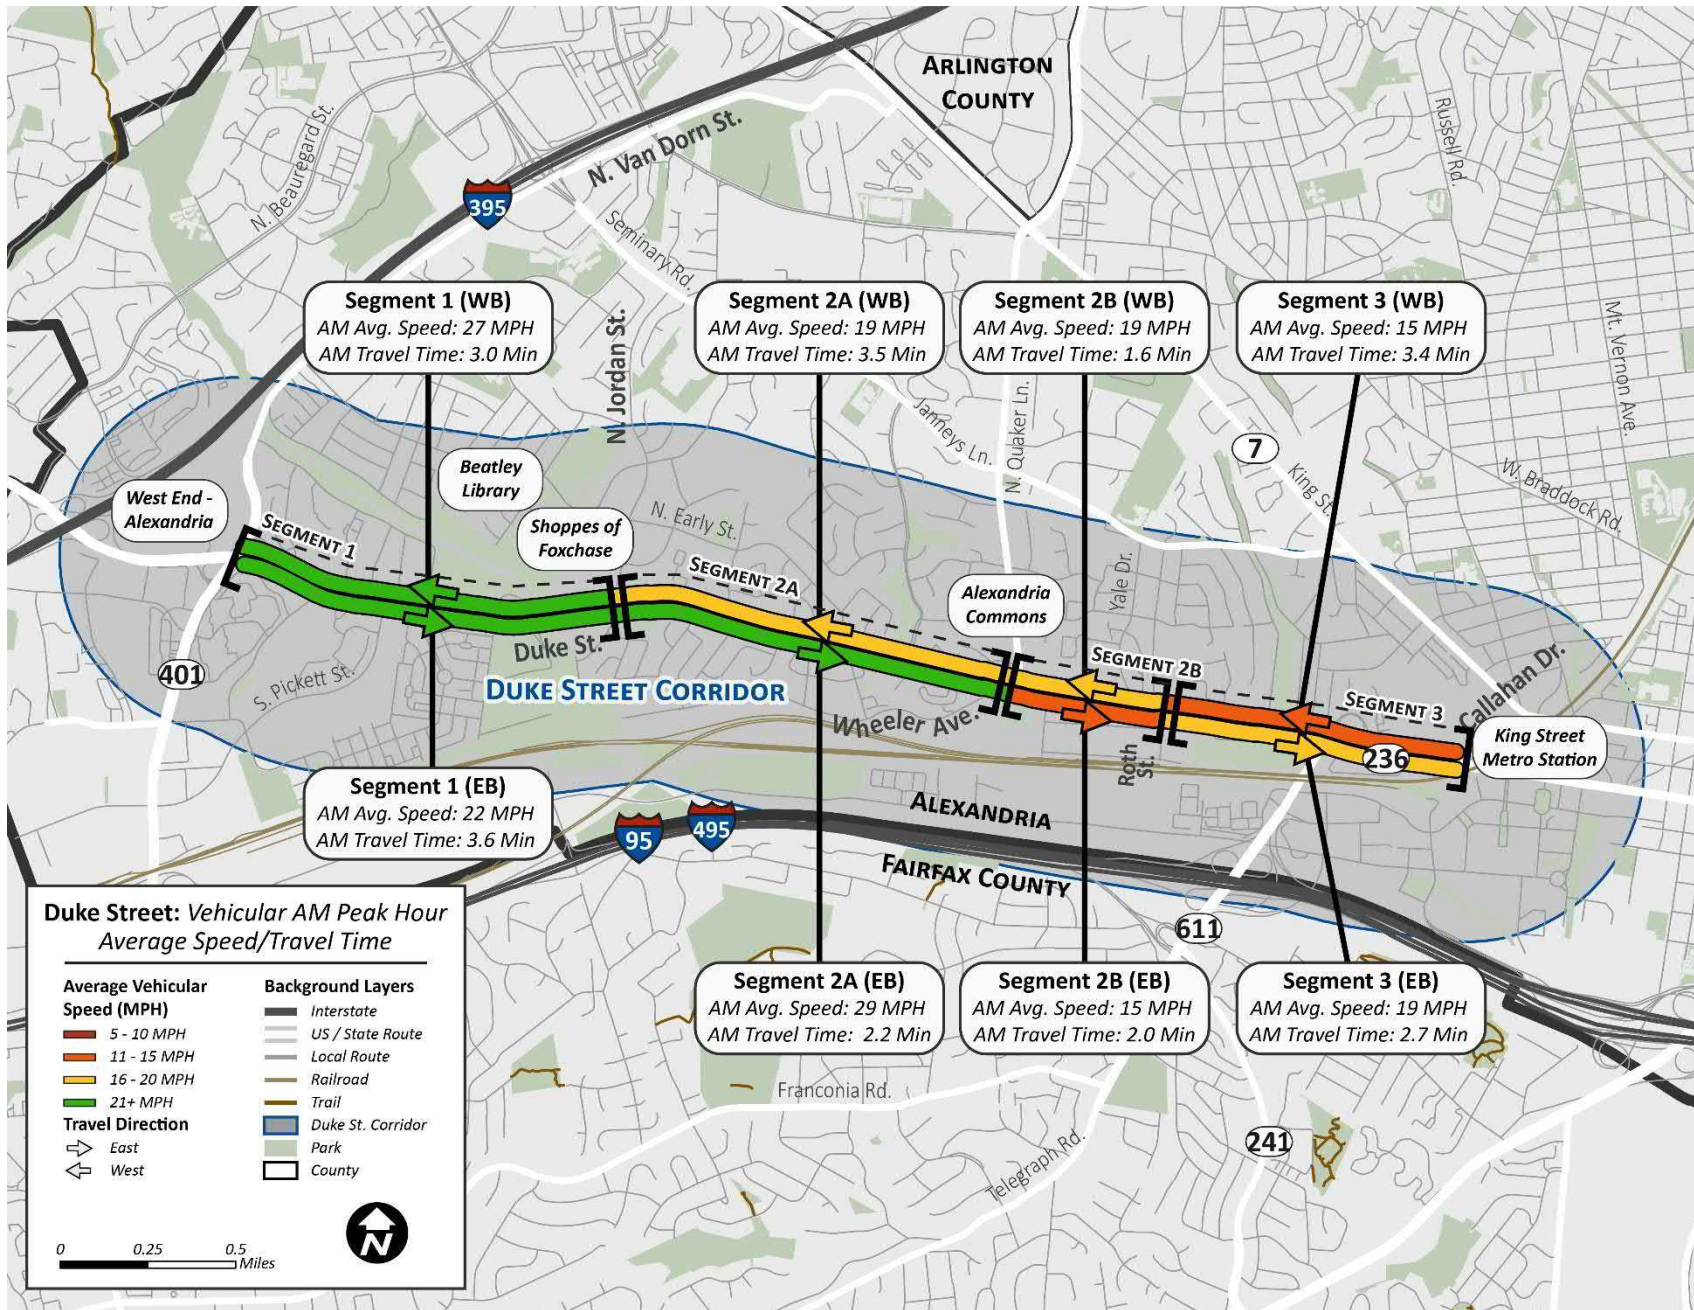 ARLINGTON
COUNTY
Russell Rd.
N. Beauregard St.
N. Van Dorn St.
395
Seminary Rd.
Segment 1 (WB)
AM Avg. Speed: 27 MPH
AM Travel Time: 3.0 Min
Segment 2A (WB)
AM Avg. Speed: 19 MPH
AM Travel Time: 3.5 Min
Segment 2B (WB)
AM Avg. Speed: 19 MPH
AM Travel Time: 1.6 Min
Segment 3 (WB)
AM Avg. Speed: 15 MPH
AM Travel Time: 3.4 Min
N. Jordan St.
Mt. Vernon Ave.
Janneys Ln.
N. Quaker Ln.
7
King St.
W. Braddock Rd.
Beatley
Library
West End -
Alexandria
Shoppes of
Foxchase
N. Early St.
SEGMENT 1
SEGMENT 2A
Alexandria
Commons
Yale Dr.
SEGMENT 2B
SEGMENT 3
Callahan Dr.
Duke St.
401
S. Pickett St.
DUKE STREET CORRIDOR
Wheeler Ave.
Roth
St.
236
King Street
Metro Station
Segment 1 (EB)
AM Avg. Speed: 22 MPH
AM Travel Time: 3.6 Min
95
495
ALEXANDRIA
FAIRFAX COUNTY
611
Segment 2A (EB)
AM Avg. Speed: 29 MPH
AM Travel Time: 2.2 Min
Segment 2B (EB)
AM Avg. Speed: 15 MPH
AM Travel Time: 2.0 Min
Segment 3 (EB)
AM Avg. Speed: 19 MPH
AM Travel Time: 2.7 Min
Franconia Rd.
241
Telegraph Rd.
Duke Street: Vehicular AM Peak Hour
Average Speed/Travel Time
Average Vehicular
Speed (MPH)
5 - 10 MPH
11 - 15 MPH
16 - 20 MPH
21+ MPH
Travel Direction
East
West
Background Layers
Interstate
US / State Route
Local Route
Railroad
Trail
Duke St. Corridor
Park
County
N
0 0.25 0.5
Miles